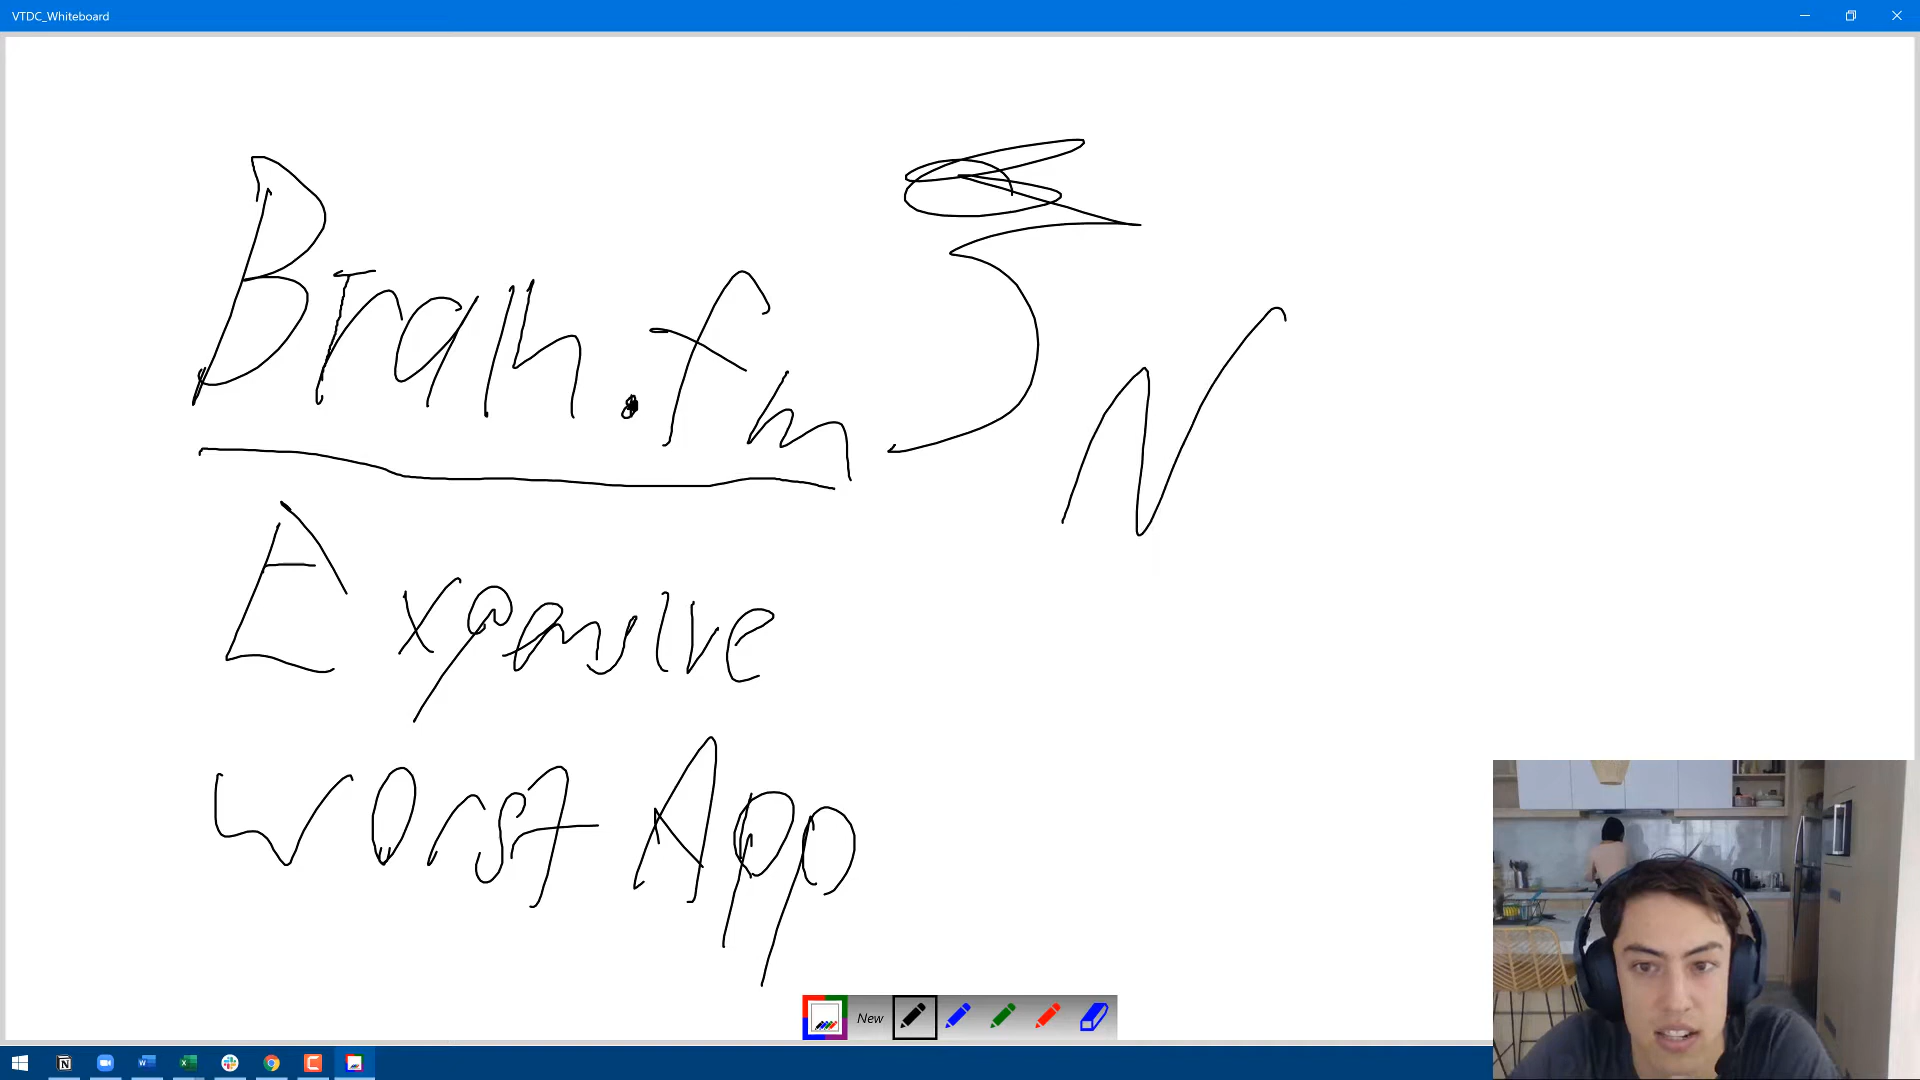 VTDC_Whiteboard
Brain.fm
N
Expensive
Worst App
New